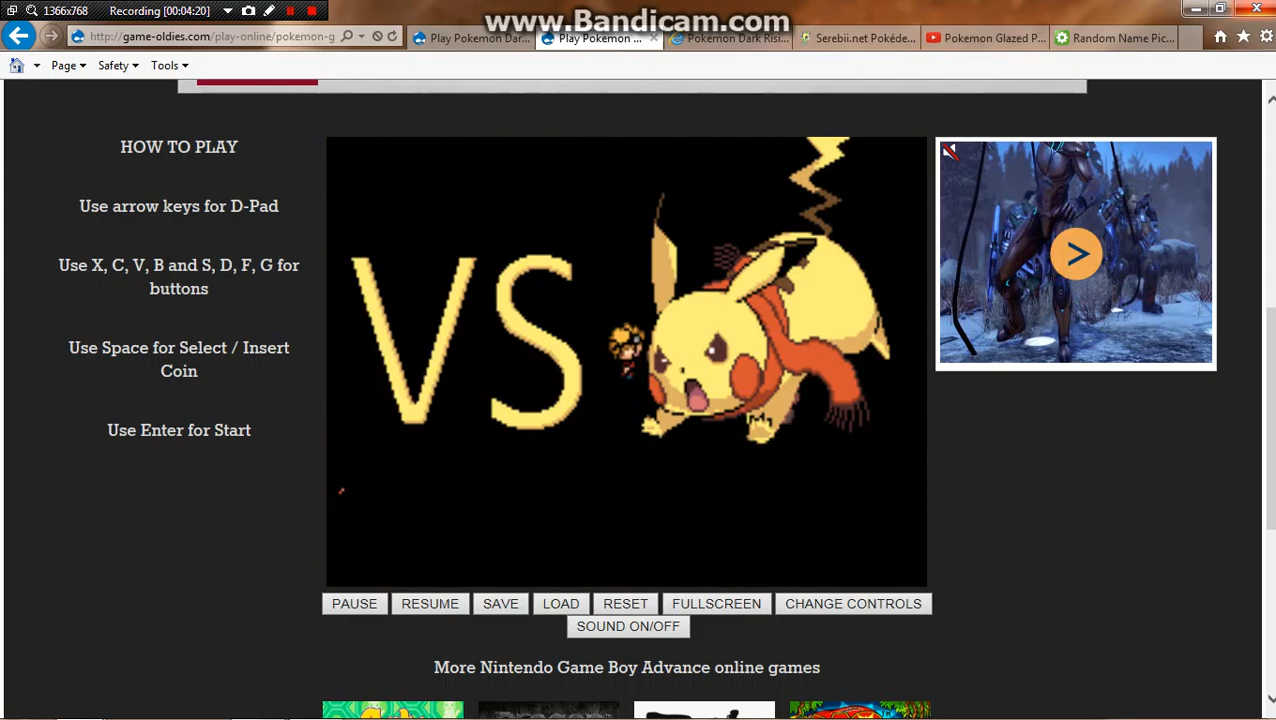 1366x768 Recording [00:04:20]
www.Bandicam.com
http://game-oldies.com/play-online/pokemon-g
Play Pokemon Dar...
Play Pokemon ...
Pokemon Dark Risi...
Serebii.net Pokéde...
Pokemon Glazed P...
Random Name Pic...
Page Safety Tools
HOW TO PLAY
Use arrow keys for D-Pad
Use X, C, V, B and S, D, F, G for
buttons
Use Space for Select / Insert
Coin
Use Enter for Start
VS
>
PAUSE RESUME SAVE LOAD RESET FULLSCREEN CHANGE CONTROLS
SOUND ON/OFF
More Nintendo Game Boy Advance online games